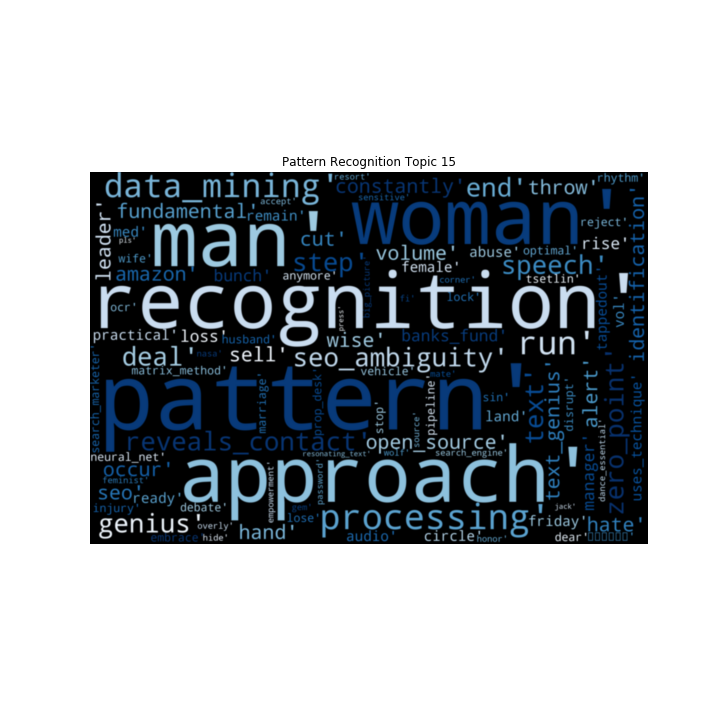 Pattern Recognition Topic 15
data_mining' constantly' end' throw' rhythm'
resort'
sensitive'
accept'
fundamental' remain' woman' reject'
leader' man' cut' volume' abuse' optimal' rise'
med' pls' wife' step' female' speech' identification'
amazon' bunch' anymore' big_picture' corner' tsetlin'
recognition'
ocr' press' fi' lock' vol' tappedout'
practical' loss' husband' wise' banks_fund' run'
deal' nasa' sell' seo_ambiguity'
search_marketer' matrix_method' vehicle' mate'
pattern' sin' disrupt' alert' zero_point'
marriage' prop_desk' stop' source' pipeline' land' text'
reveals_contact' open_source' text_genius' manager' uses_technique'
neural_net' resonating_text' wolf' search_engine' dance_essential'
occur' feminist' approach'
seo' ready' empowerment' gem' password'
injury' debate' jack'
genius' overly' hand' lose' processing' friday' hate'
embrace' hide' audio' circle' honor' dear'